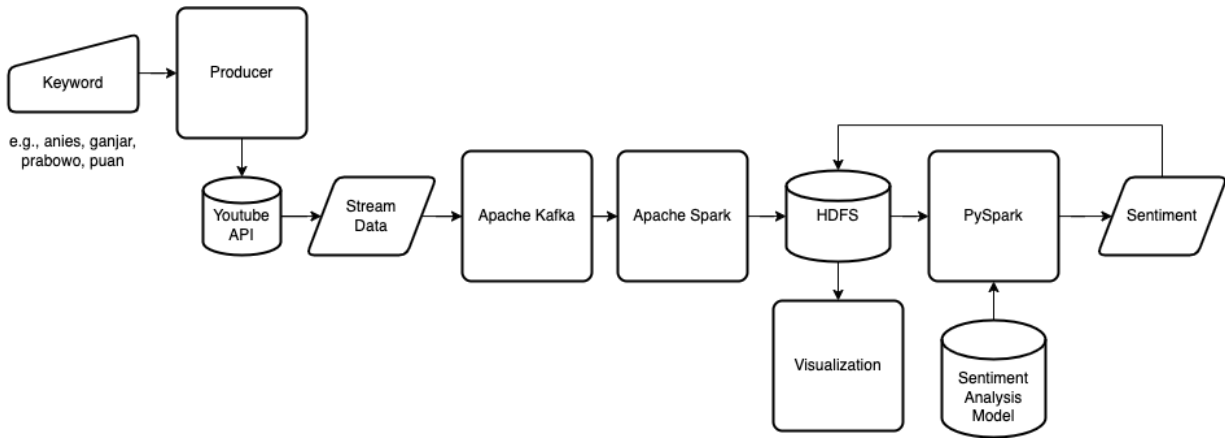 Keyword
e.g., anies, ganjar,
prabowo, puan
Producer
Youtube
API
Stream
Data
Apache Kafka
Apache Spark
HDFS
PySpark
Sentiment
Visualization
Sentiment
Analysis
Model